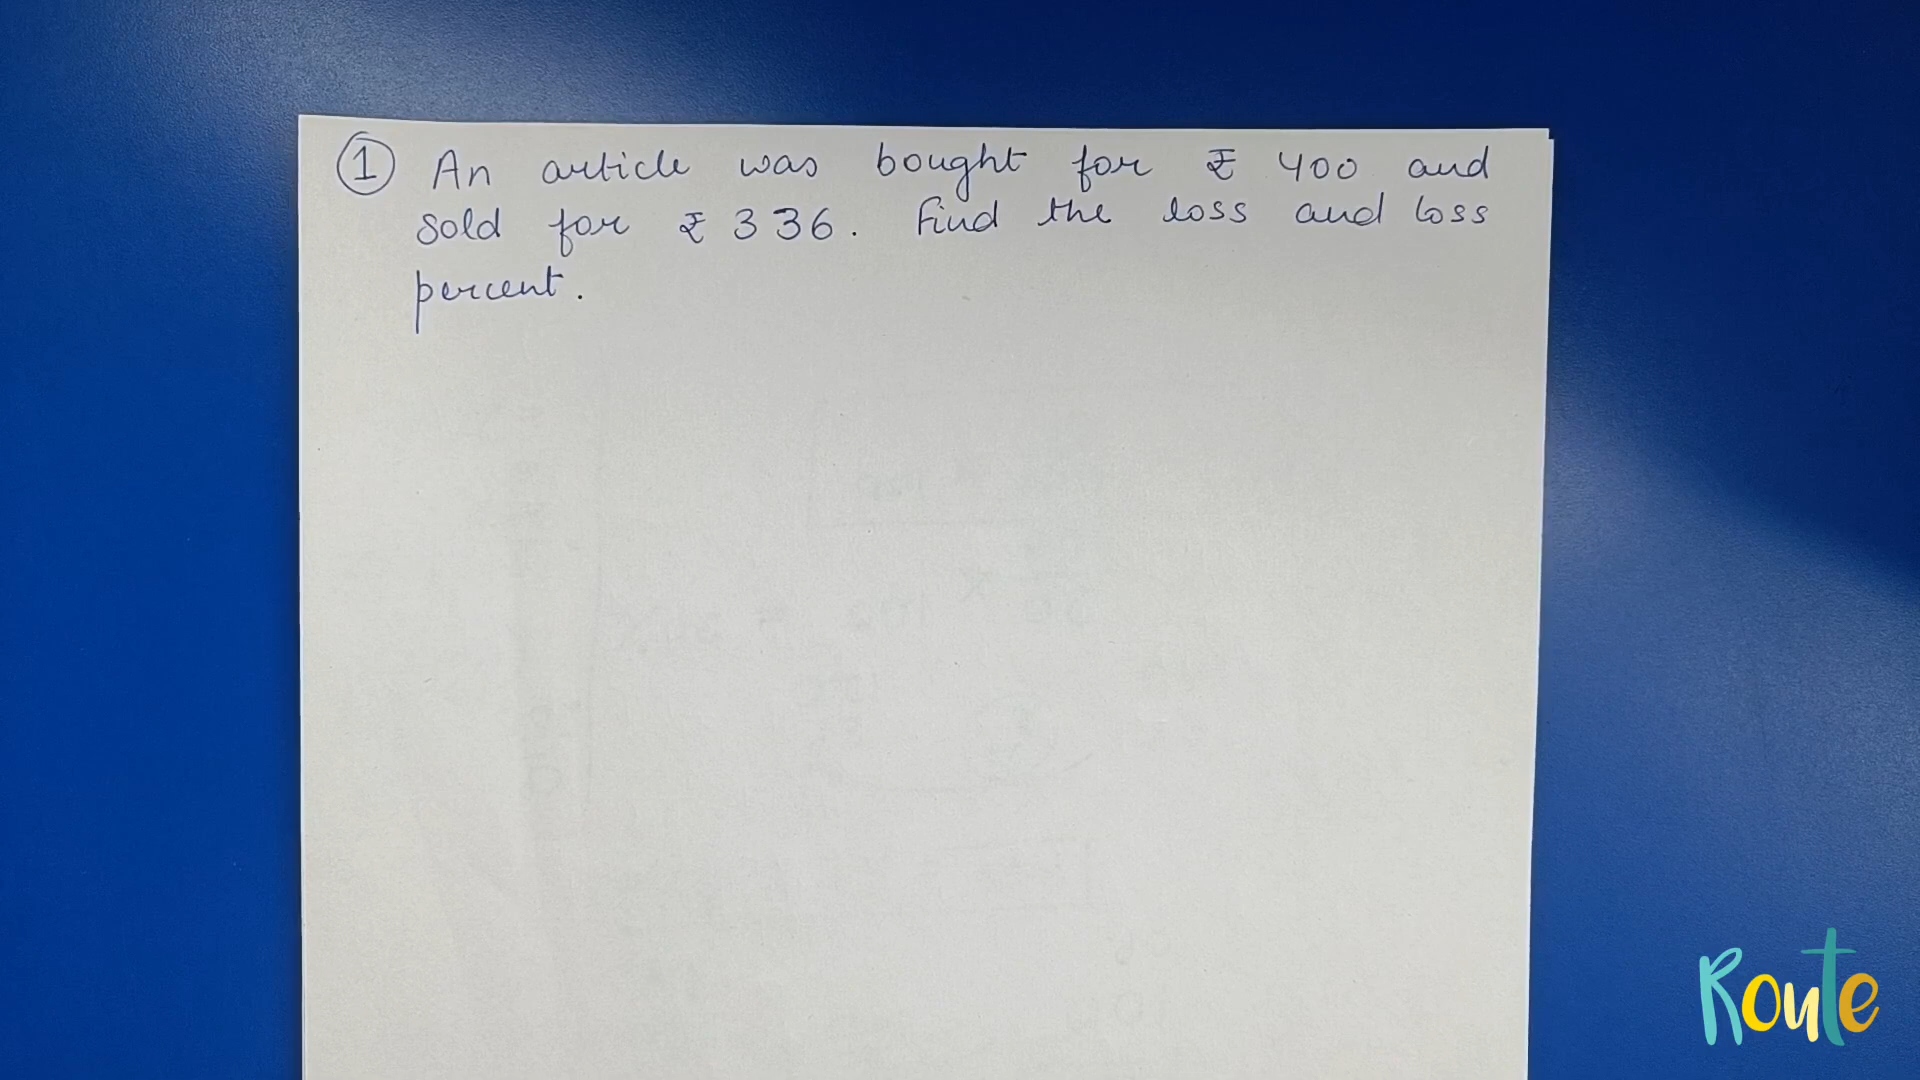 ① An article was bought for ₹ 400 and
sold for ₹ 336. Find the loss and loss
percent.
Route